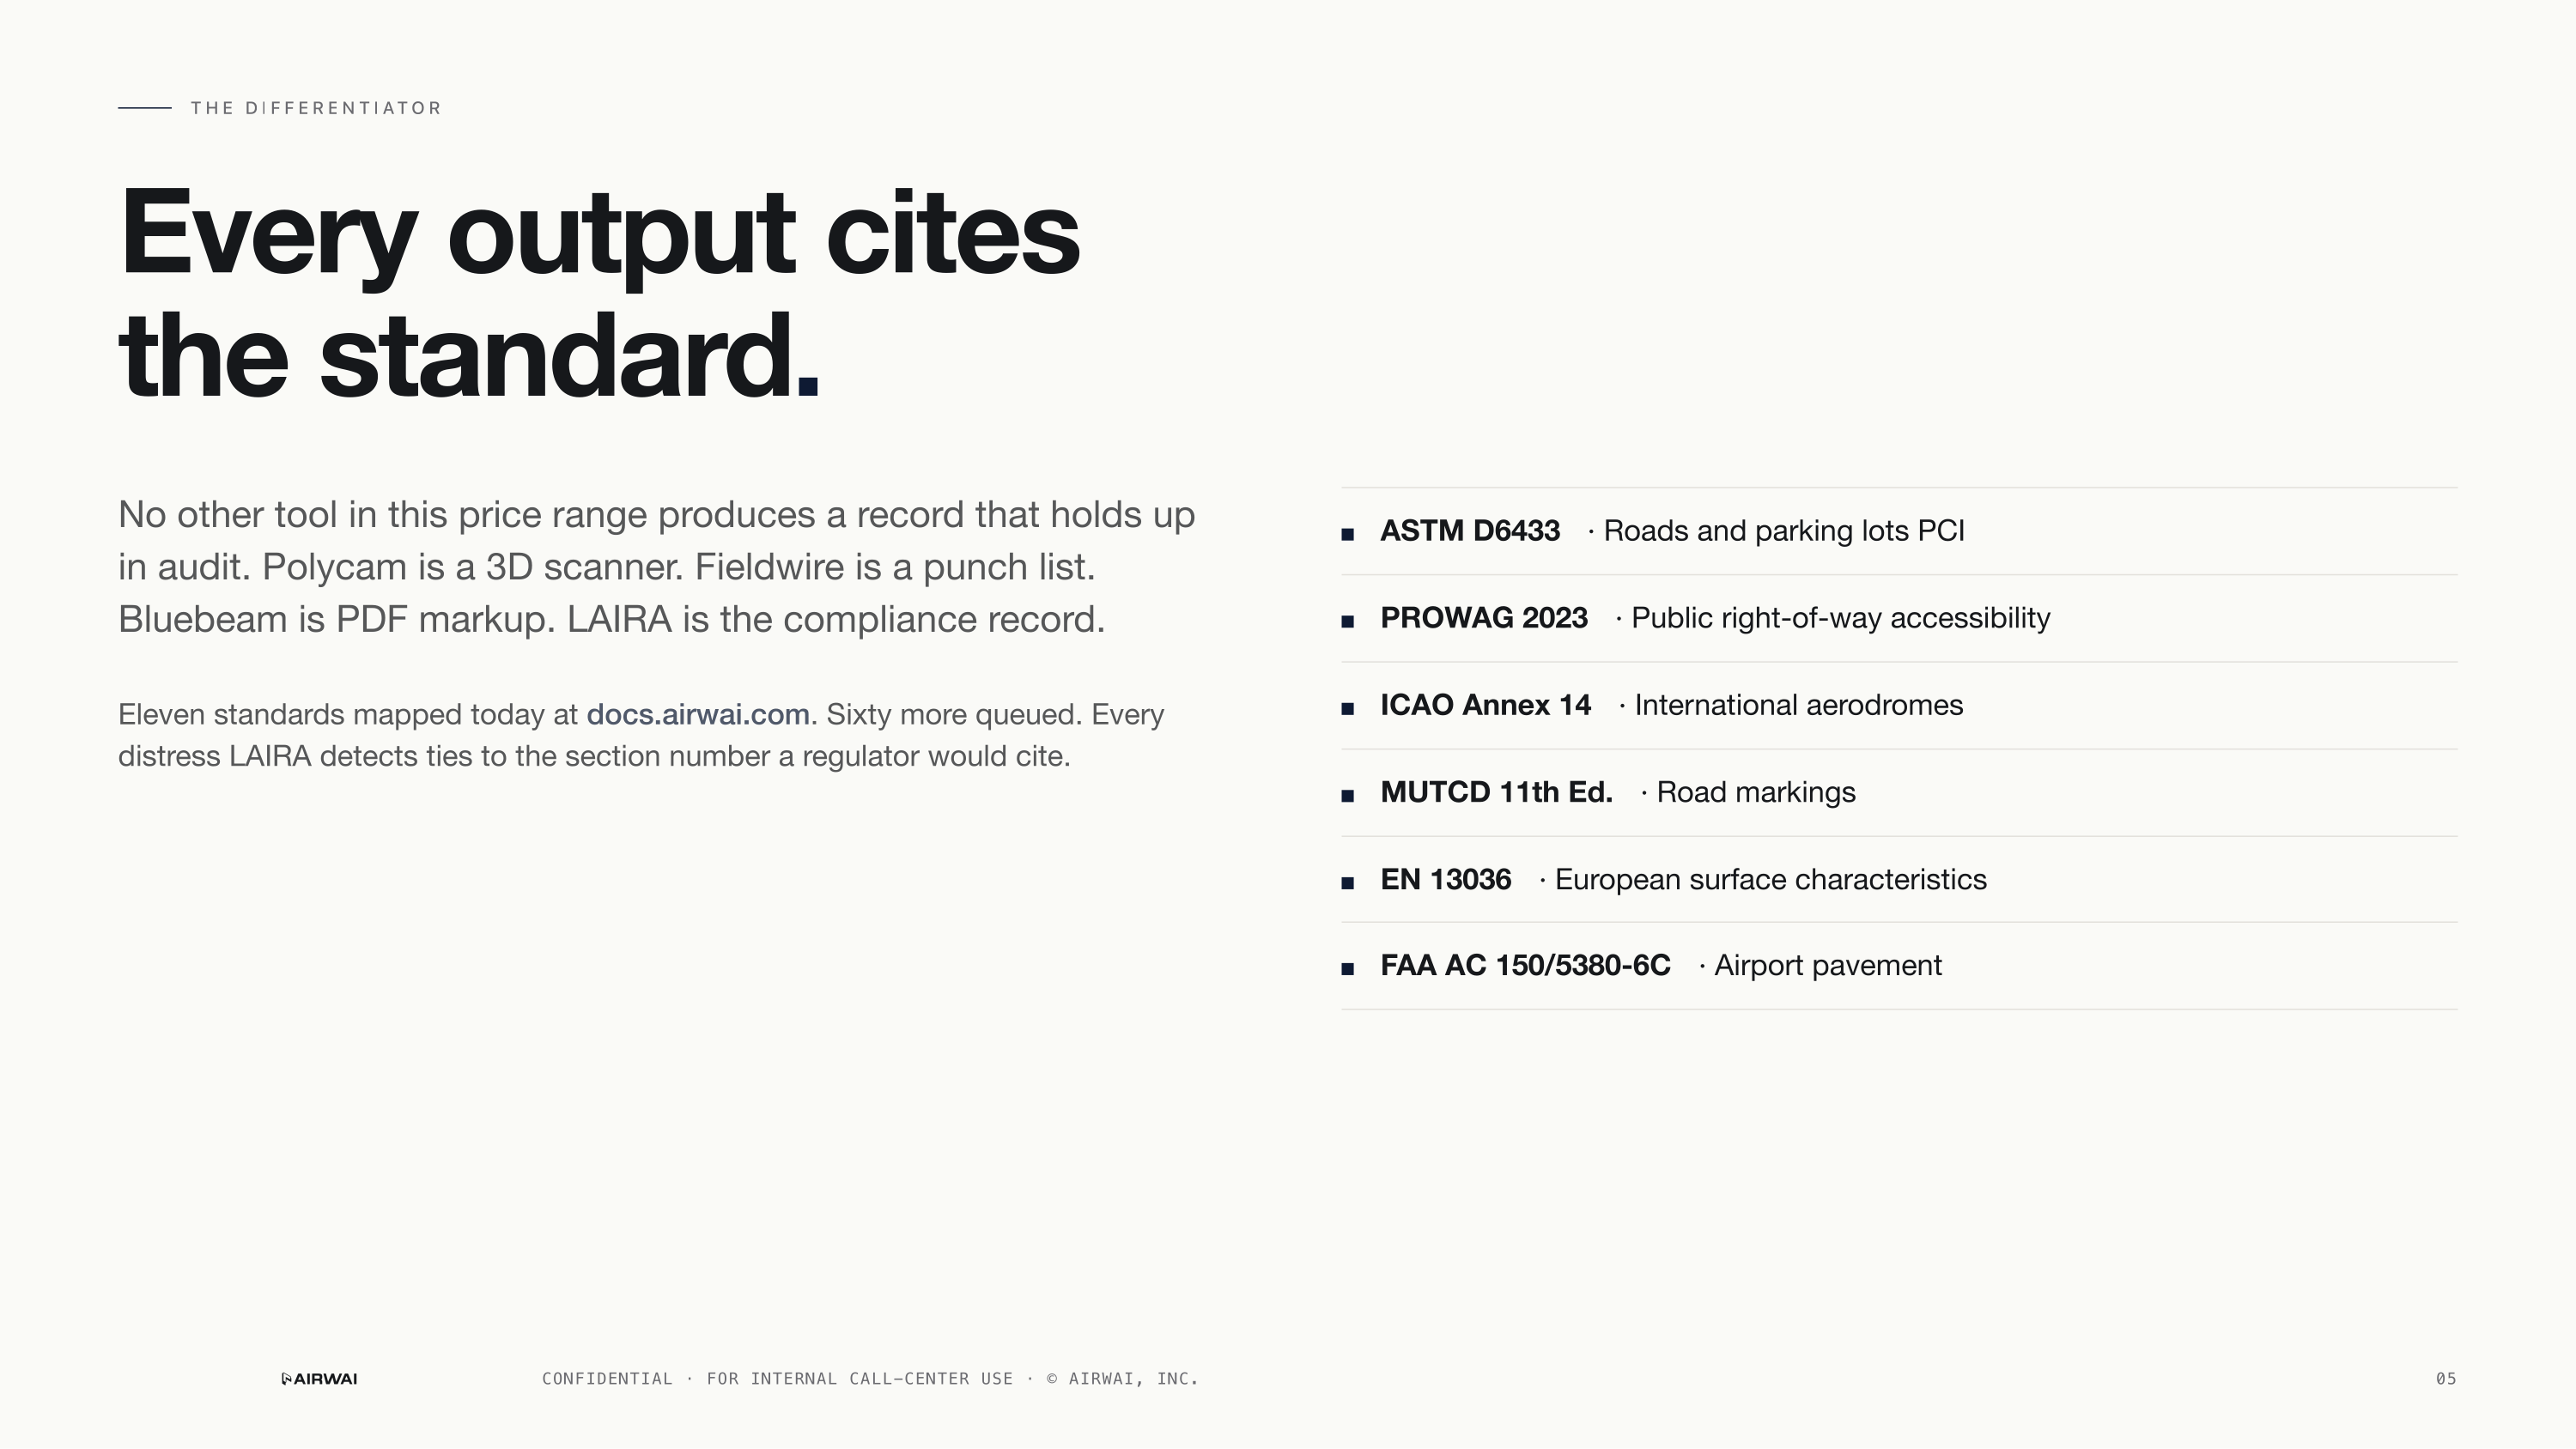 THE DIFFERENTIATOR
Every output cites
the standard.
No other tool in this price range produces a record that holds up
in audit. Polycam is a 3D scanner. Fieldwire is a punch list.
Bluebeam is PDF markup. LAIRA is the compliance record.
Eleven standards mapped today at docs.airwai.com. Sixty more queued. Every
distress LAIRA detects ties to the section number a regulator would cite.
ASTM D6433 · Roads and parking lots PCI
PROWAG 2023 · Public right-of-way accessibility
ICAO Annex 14 · International aerodromes
MUTCD 11th Ed. · Road markings
EN 13036 · European surface characteristics
FAA AC 150/5380-6C · Airport pavement
AIRWAI CONFIDENTIAL · FOR INTERNAL CALL-CENTER USE · © AIRWAI, INC. 05